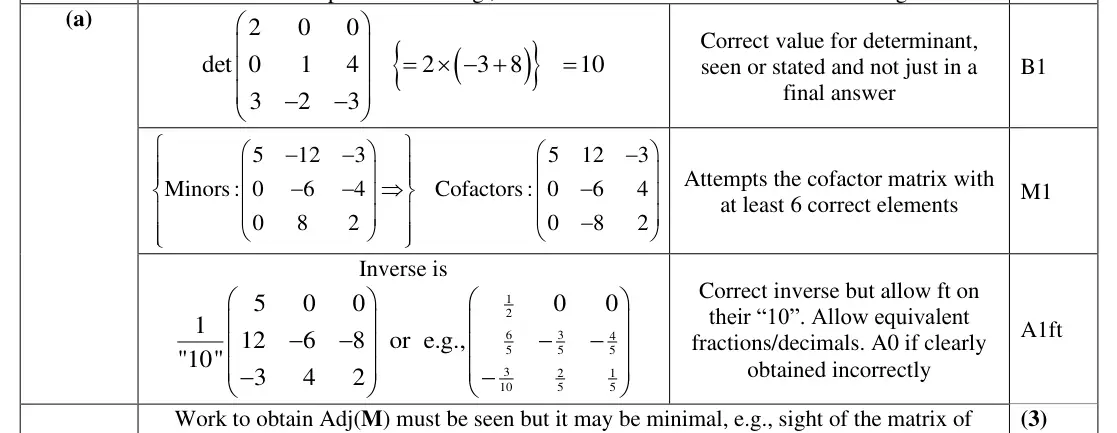 (a)
det ( 2 0 0
0 1 4
3 −2 −3 ) { = 2 × ( −3 + 8 ) } = 10
Correct value for determinant,
seen or stated and not just in a
final answer
B1
{ Minors : ( 5 −12 −3
0 −6 −4
0 8 2 ) ⇒ } Cofactors : ( 5 12 −3
0 −6 4
0 −8 2 )
Attempts the cofactor matrix with
at least 6 correct elements
M1
Inverse is
1/"10" ( 5 0 0
12 −6 −8
−3 4 2 ) or e.g., ( 1/2 0 0
6/5 −3/5 −4/5
−3/10 2/5 1/5 )
Correct inverse but allow ft on
their “10”. Allow equivalent
fractions/decimals. A0 if clearly
obtained incorrectly
A1ft
Work to obtain Adj(M) must be seen but it may be minimal, e.g., sight of the matrix of
(3)